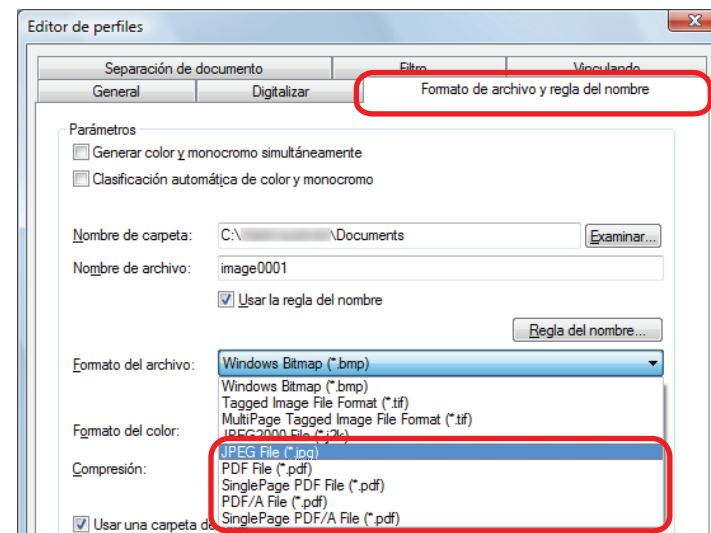 Editor de perfiles
Separación de documento Filtro Vinculando
General Digitalizar Formato de archivo y regla del nombre
Parámetros
Generar color y monocromo simultáneamente
Clasificación automática de color y monocromo
Nombre de carpeta: C:\ \Documents Examinar...
Nombre de archivo: image0001
Usar la regla del nombre
Regla del nombre...
Formato del archivo: Windows Bitmap (*.bmp)
Windows Bitmap (*.bmp)
Tagged Image File Format (*.tif)
MultiPage Tagged Image File Format (*.tif)
Formato del color: JPEG2000 File (*.j2k)
JPEG File (*.jpg)
Compresión: PDF File (*.pdf)
SinglePage PDF File (*.pdf)
PDF/A File (*.pdf)
SinglePage PDF/A File (*.pdf)
Usar una carpeta de